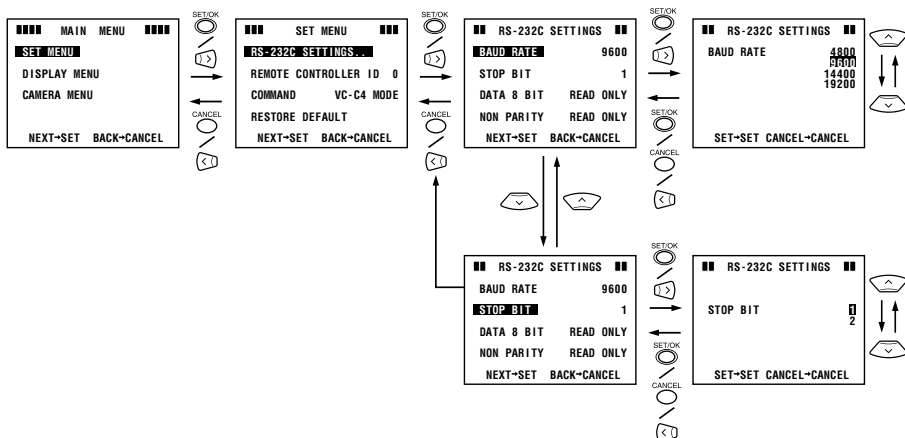 MAIN MENU
SET MENU
DISPLAY MENU
CAMERA MENU
NEXT→SET BACK→CANCEL
SET/OK
CANCEL
SET MENU
RS-232C SETTINGS..
REMOTE CONTROLLER ID 0
COMMAND VC-C4 MODE
RESTORE DEFAULT
NEXT→SET BACK→CANCEL
SET/OK
CANCEL
RS-232C SETTINGS
BAUD RATE 9600
STOP BIT 1
DATA 8 BIT READ ONLY
NON PARITY READ ONLY
NEXT→SET BACK→CANCEL
SET/OK
SET/OK
CANCEL
RS-232C SETTINGS
BAUD RATE 4800
9600
14400
19200
SET→SET CANCEL→CANCEL
RS-232C SETTINGS
BAUD RATE 9600
STOP BIT 1
DATA 8 BIT READ ONLY
NON PARITY READ ONLY
NEXT→SET BACK→CANCEL
SET/OK
SET/OK
CANCEL
RS-232C SETTINGS
STOP BIT 1
2
SET→SET CANCEL→CANCEL